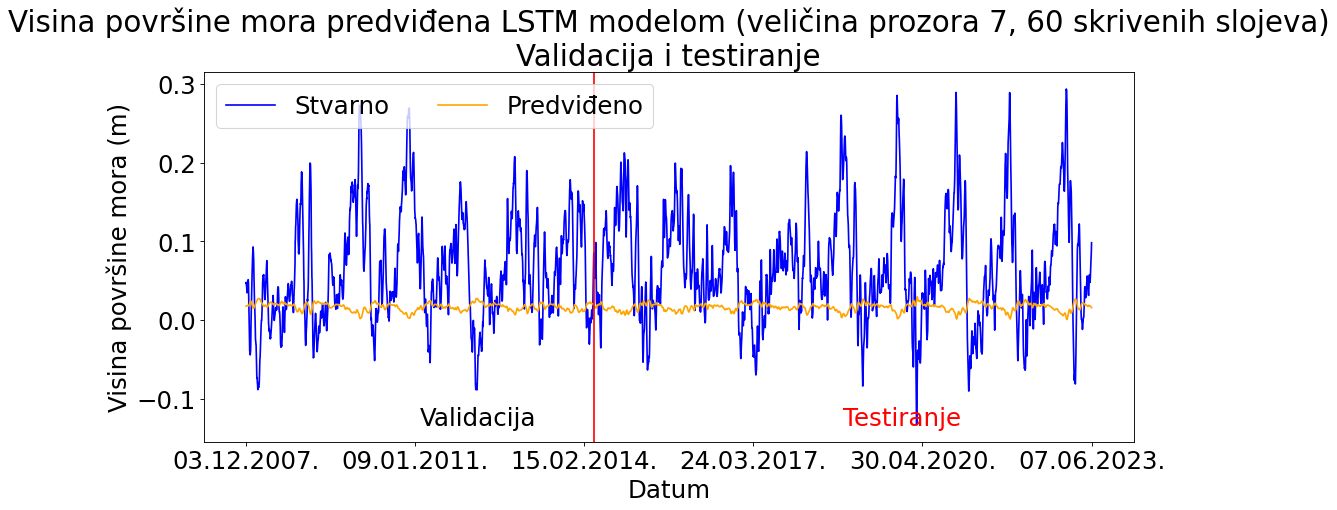 Visina površine mora predviđena LSTM modelom (veličina prozora 7, 60 skrivenih slojeva)
Validacija i testiranje
Visina površine mora (m)
0.3
0.2
0.1
0.0
−0.1
Stvarno Predviđeno
Validacija Testiranje
03.12.2007. 09.01.2011. 15.02.2014. 24.03.2017. 30.04.2020. 07.06.2023.
Datum